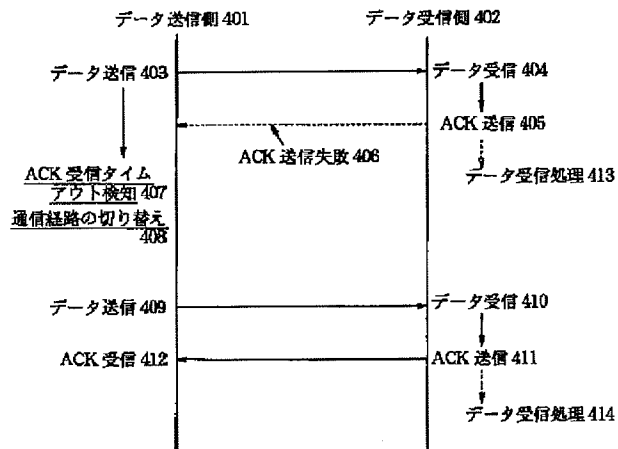 データ送信側 401
データ受信側 402
データ送信 403
データ受信 404
ACK 送信 405
ACK 送信失敗 406
データ受信処理 413
ACK 受信タイム
アウト検知 407
通信経路の切り替え
408
データ送信 409
データ受信 410
ACK 受信 412
ACK 送信 411
データ受信処理 414